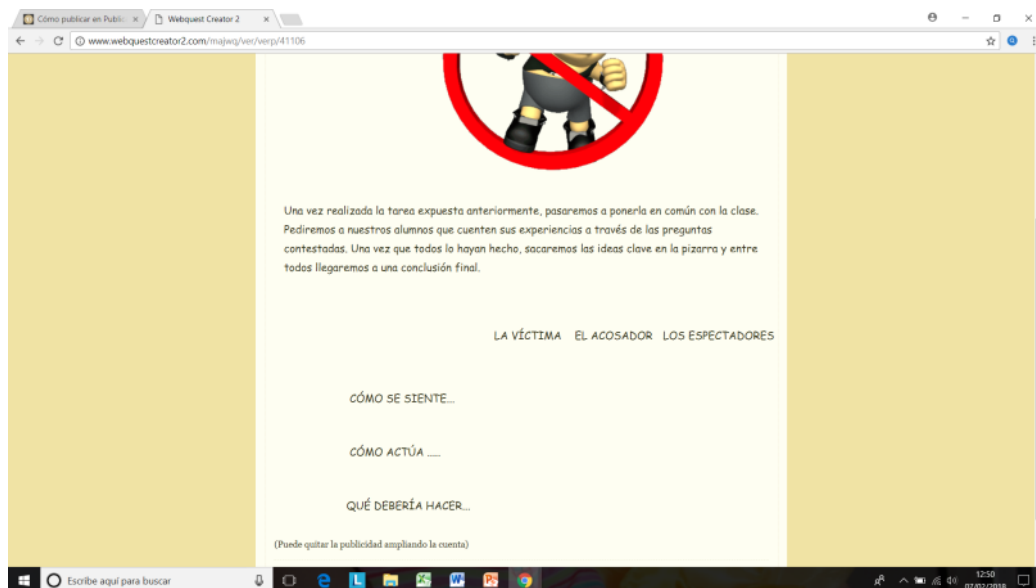 Cómo publicar en Public
Webquest Creator 2
www.webquestcreator2.com/majwq/ver/verp/41106
Una vez realizada la tarea expuesta anteriormente, pasaremos a ponerla en común con la clase.
Pediremos a nuestros alumnos que cuenten sus experiencias a través de las preguntas
contestadas. Una vez que todos lo hayan hecho, sacaremos las ideas clave en la pizarra y entre
todos llegaremos a una conclusión final.
LA VÍCTIMA EL ACOSADOR LOS ESPECTADORES
CÓMO SE SIENTE...
CÓMO ACTÚA .....
QUÉ DEBERÍA HACER...
(Puede quitar la publicidad ampliando la cuenta)
Escribe aquí para buscar
12:50
07/02/2018